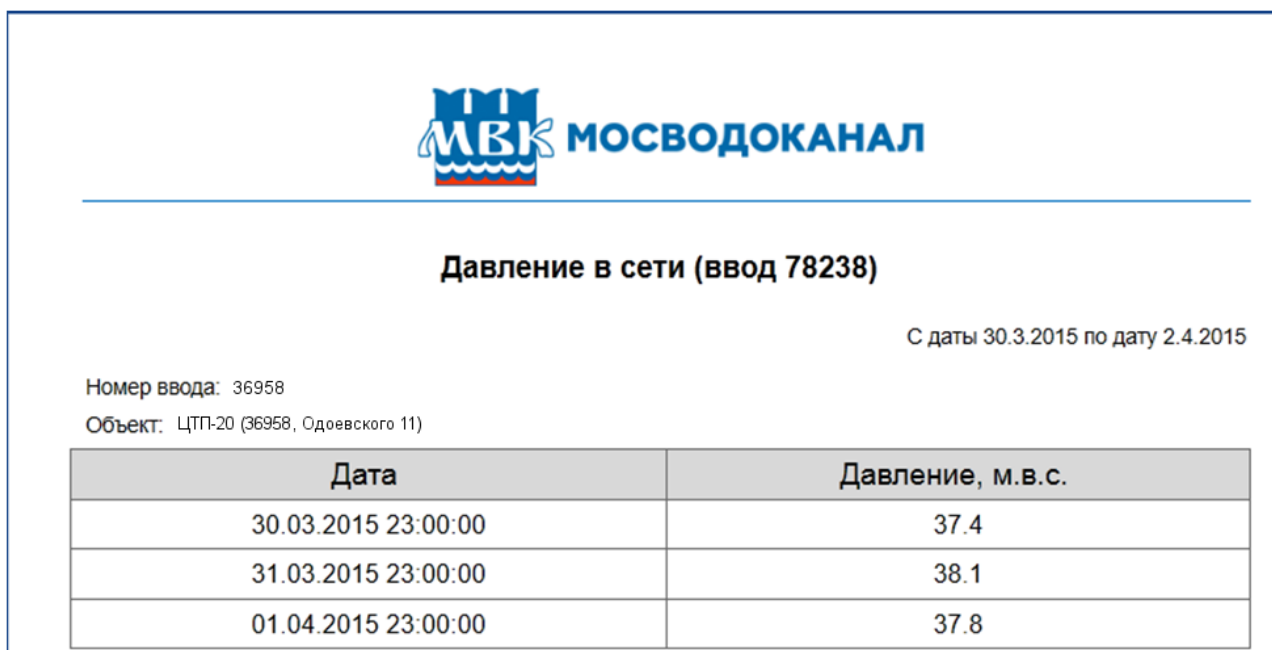 МВК МОСВОДОКАНАЛ
Давление в сети (ввод 78238)
С даты 30.3.2015 по дату 2.4.2015
Номер ввода: 36958
Объект: ЦТП-20 (36958, Одоевского 11)
Дата Давление, м.в.с.
30.03.2015 23:00:00 37.4
31.03.2015 23:00:00 38.1
01.04.2015 23:00:00 37.8